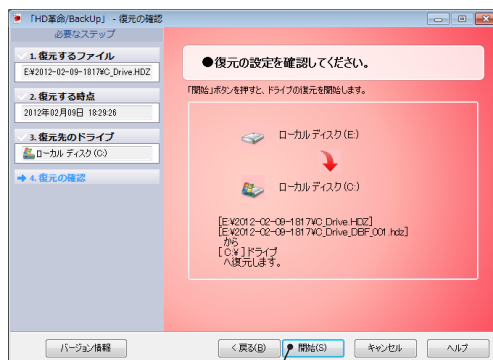 「HD革命/BackUp」 - 復元の確認
必要なステップ
1. 復元するファイル
E:¥2012-02-09-1817¥C_Drive.HDZ
2. 復元する時点
2012年02月09日 18:29:26
3. 復元先のドライブ
ローカル ディスク (C:)
4. 復元の確認
●復元の設定を確認してください。
「開始」ボタンを押すと、ドライブの復元を開始します。
ローカル ディスク (E:)
ローカル ディスク (C:)
[E:¥2012-02-09-1817¥C_Drive.HDZ]
[E:¥2012-02-09-1817¥C_Drive_DBF_001.hdz]
から
[C:¥]ドライブ
へ復元します。
バージョン情報
< 戻る(B)
開始(S)
キャンセル
ヘルプ